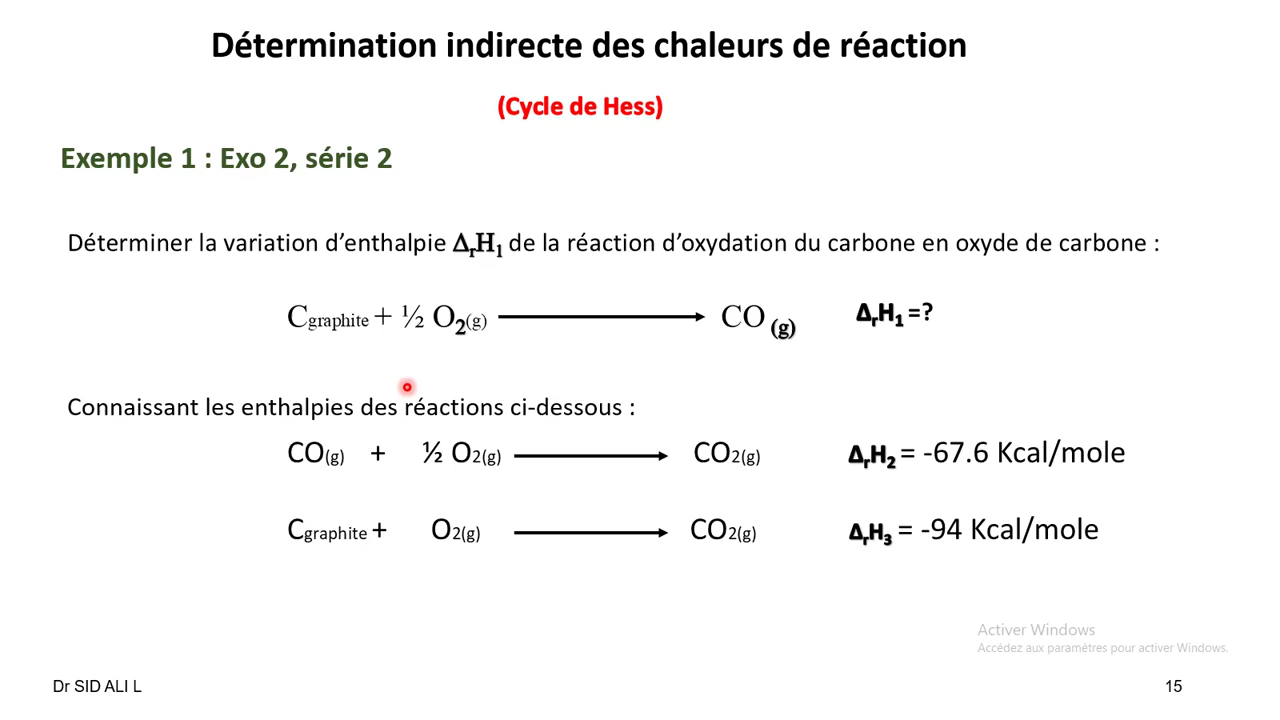 Détermination indirecte des chaleurs de réaction
(Cycle de Hess)
Exemple 1 : Exo 2, série 2
Déterminer la variation d’enthalpie ΔrH1 de la réaction d’oxydation du carbone en oxyde de carbone :
Cgraphite + ½ O2(g) ⟶ CO (g) ΔrH1 =?
Connaissant les enthalpies des réactions ci-dessous :
CO(g) + ½ O2(g) ⟶ CO2(g) ΔrH2 = -67.6 Kcal/mole
Cgraphite + O2(g) ⟶ CO2(g) ΔrH3 = -94 Kcal/mole
Activer Windows
Accédez aux paramètres pour activer Windows.
Dr SID ALI L 15